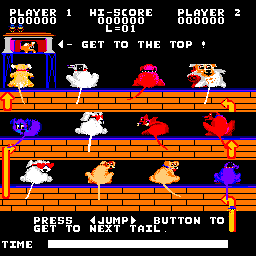 PLAYER 1 HI-SCORE PLAYER 2
000000 000000 000000
L-01
<- GET TO THE TOP !
PRESS ◀JUMP▶ BUTTON TO
GET TO NEXT TAIL.
TIME